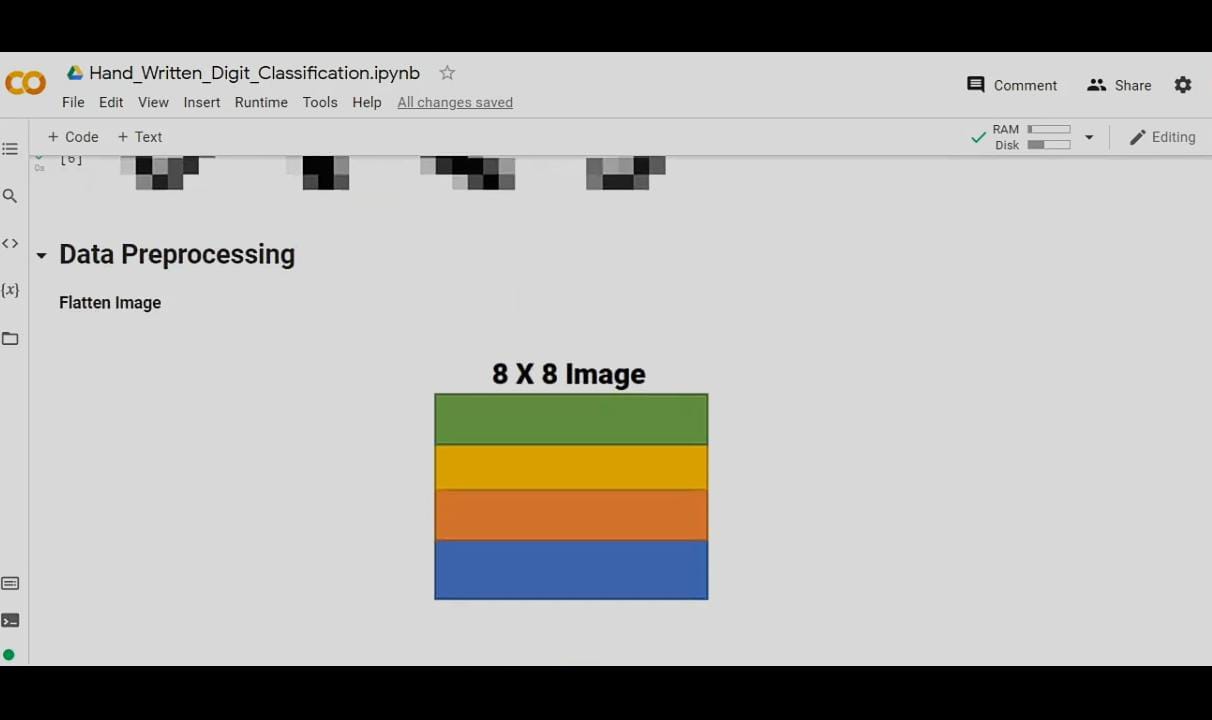 Hand_Written_Digit_Classification.ipynb
Comment
Share
File Edit View Insert Runtime Tools Help All changes saved
+ Code + Text
RAM
Disk
Editing
[6]
0s
Data Preprocessing
Flatten Image
8 X 8 Image